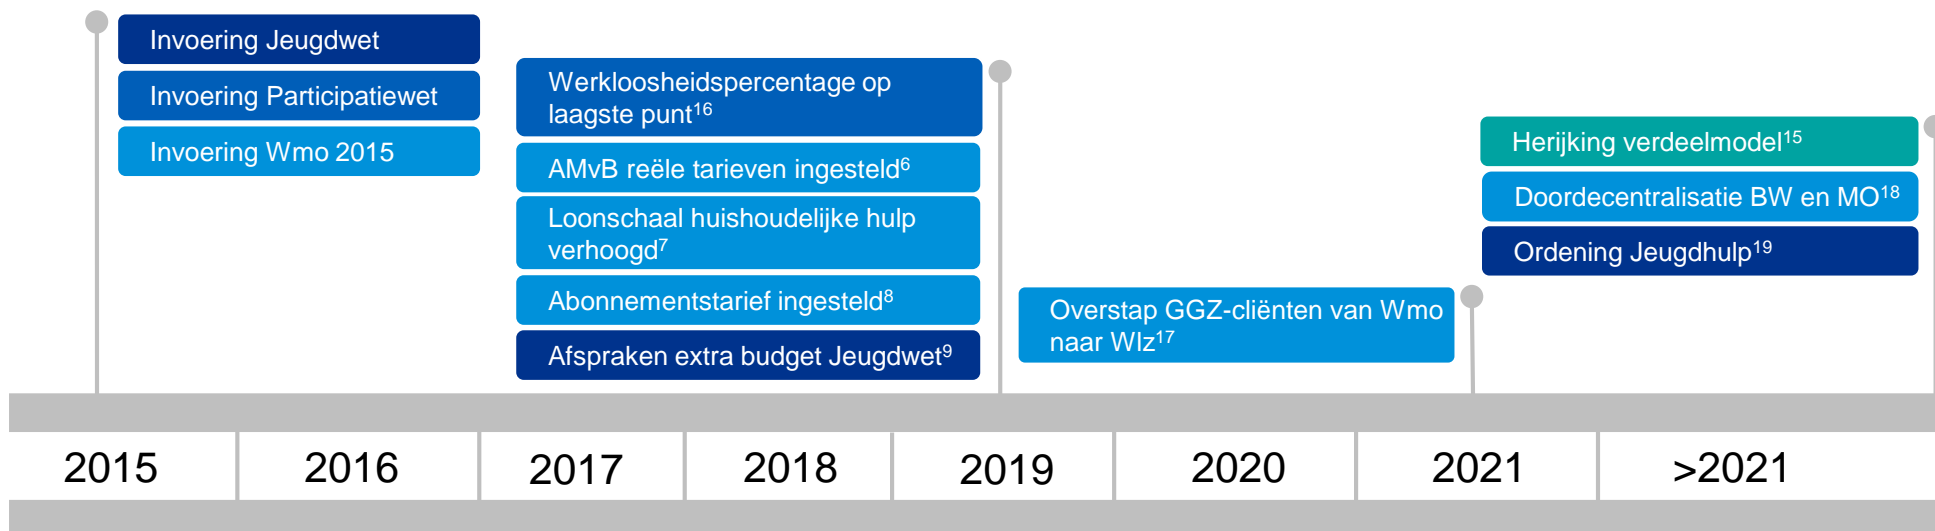 Invoering Jeugdwet
Invoering Participatiewet
Invoering Wmo 2015
Werkloosheidspercentage op
laagste punt16
AMvB reële tarieven ingesteld6
Loonschaal huishoudelijke hulp
verhoogd7
Abonnementstarief ingesteld8
Afspraken extra budget Jeugdwet9
Overstap GGZ-cliënten van Wmo
naar Wlz17
Herijking verdeelmodel15
Doordecentralisatie BW en MO18
Ordening Jeugdhulp19
2015 2016 2017 2018 2019 2020 2021 >2021